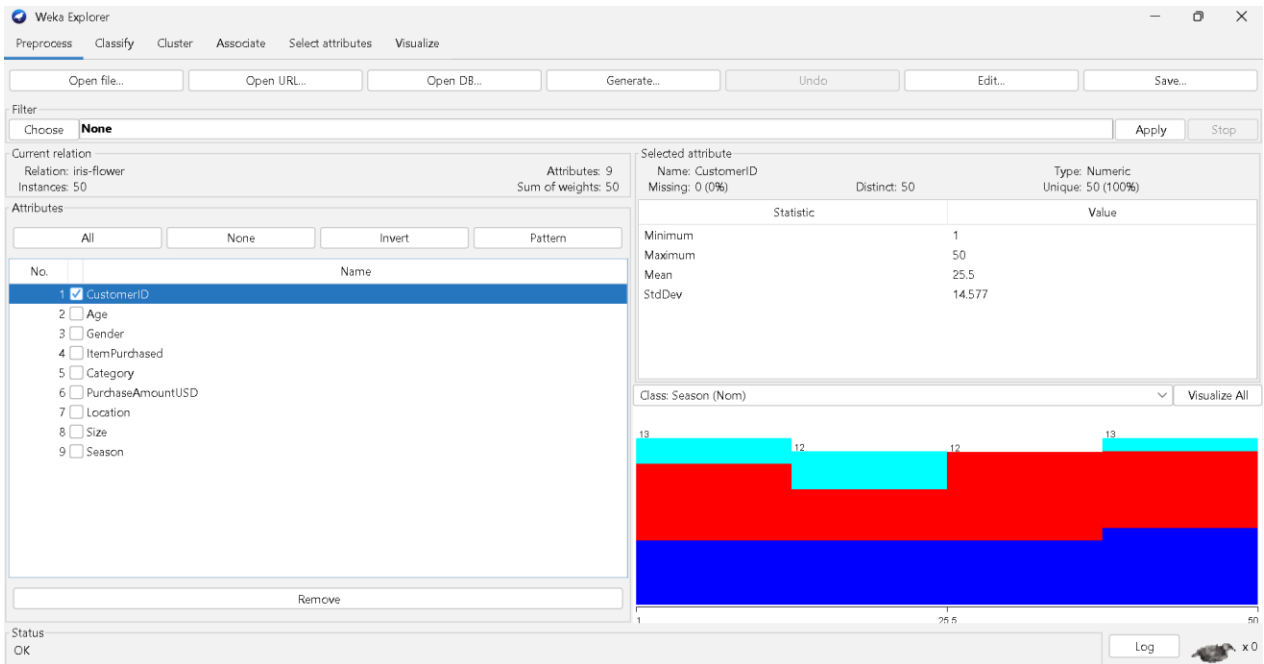 Weka Explorer
Preprocess Classify Cluster Associate Select attributes Visualize
Open file... Open URL... Open DB... Generate... Undo Edit... Save...
Filter
Choose None Apply Stop
Current relation
Relation: iris-flower Attributes: 9
Instances: 50 Sum of weights: 50
Selected attribute
Name: CustomerID Type: Numeric
Missing: 0 (0%) Distinct: 50 Unique: 50 (100%)
Attributes
All None Invert Pattern
No. Name
1 CustomerID
2 Age
3 Gender
4 ItemPurchased
5 Category
6 PurchaseAmountUSD
7 Location
8 Size
9 Season
Remove
Statistic Value
Minimum 1
Maximum 50
Mean 25.5
StdDev 14.577
Class: Season (Nom) Visualize All
13 12 12 13
1 25.5 50
Status
OK
Log x 0